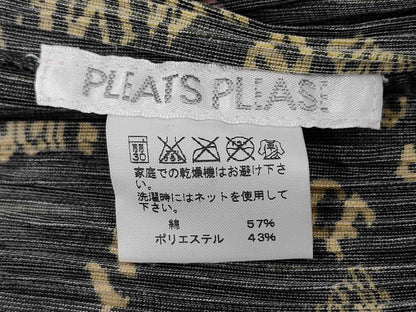 PLEATS PLEASE
30
家庭での乾燥機はお避け下さ
い。
洗濯時にはネットを使用して
下さい。
綿 57%
ポリエステル 43%